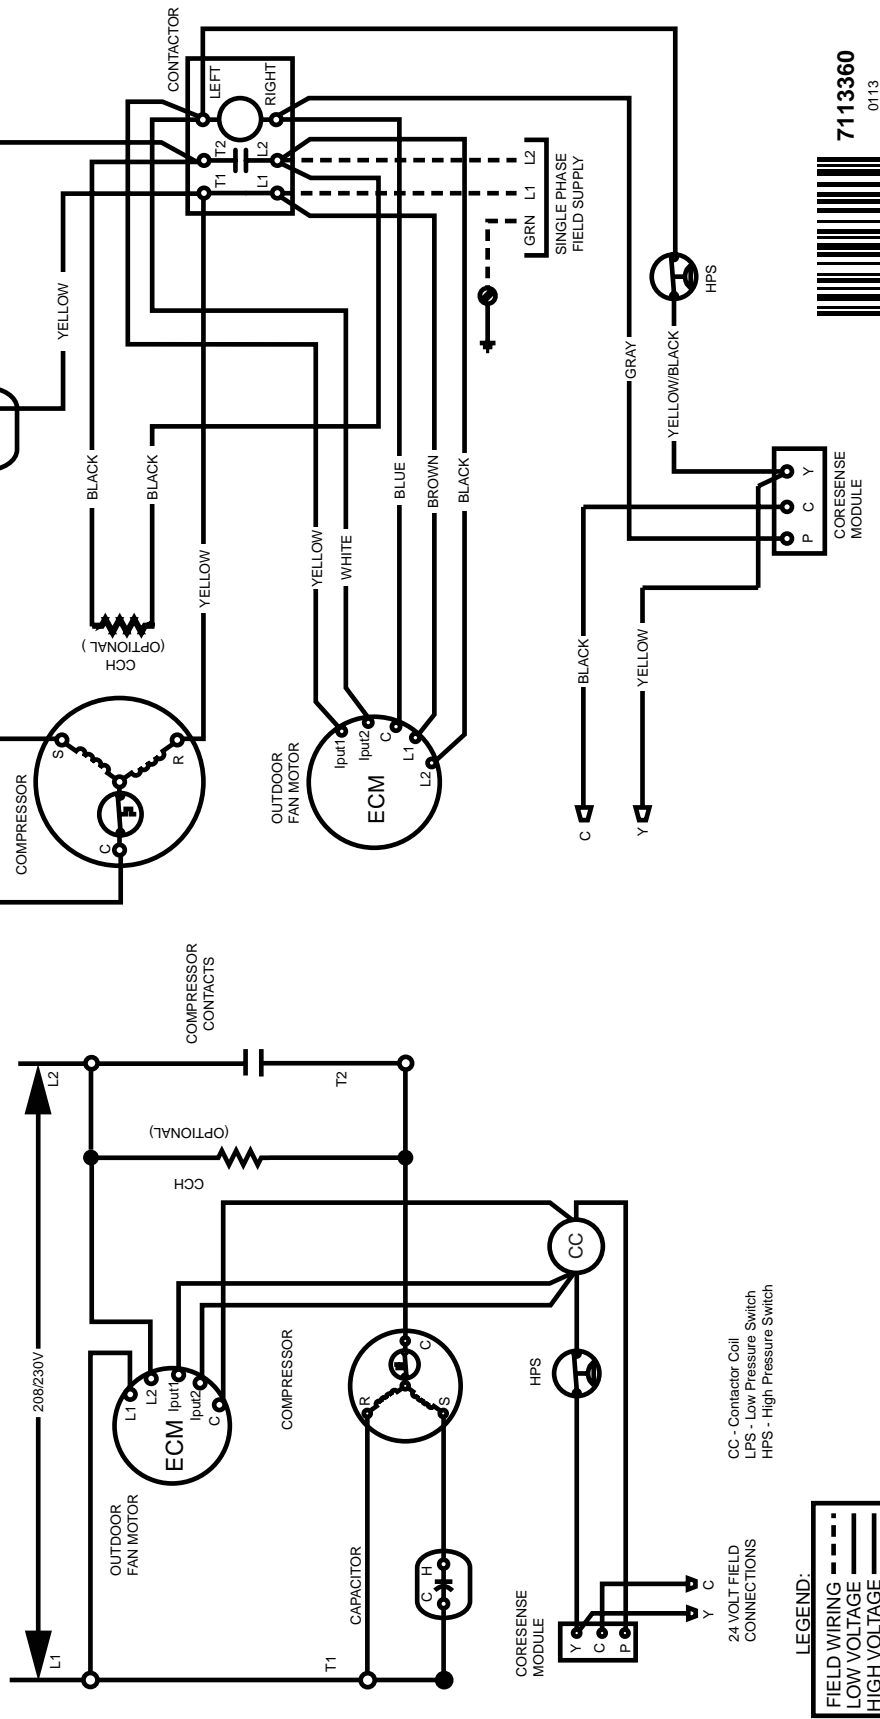 CONTACTOR
LEFT
RIGHT
T2
L2
T1
L1
L2
L1
GRN
SINGLE PHASE
FIELD SUPPLY
7113360
0113
YELLOW
HPS
BLACK
BLACK
YELLOW
YELLOW
WHITE
BLUE
BROWN
BLACK
GRAY
YELLOW/BLACK
Y
C
P
CORESENSE
MODULE
CCH
(OPTIONAL )
COMPRESSOR
S
R
C
OUTDOOR
FAN MOTOR
ECM
Iput1
Iput2
C
L1
L2
BLACK
YELLOW
C
Y
COMPRESSOR
CONTACTS
L2
T2
CCH
(OPTIONAL)
208/230V
CC
HPS
COMPRESSOR
R
S
C
L1
L2
Iput1
Iput2
C
ECM
OUTDOOR
FAN MOTOR
CAPACITOR
C
H
L1
T1
CORESENSE
MODULE
Y
C
P
Y
C
24 VOLT FIELD
CONNECTIONS
CC - Contactor Coil
LPS - Low Pressure Switch
HPS - High Pressure Switch
LEGEND:
FIELD WIRING
LOW VOLTAGE
HIGH VOLTAGE